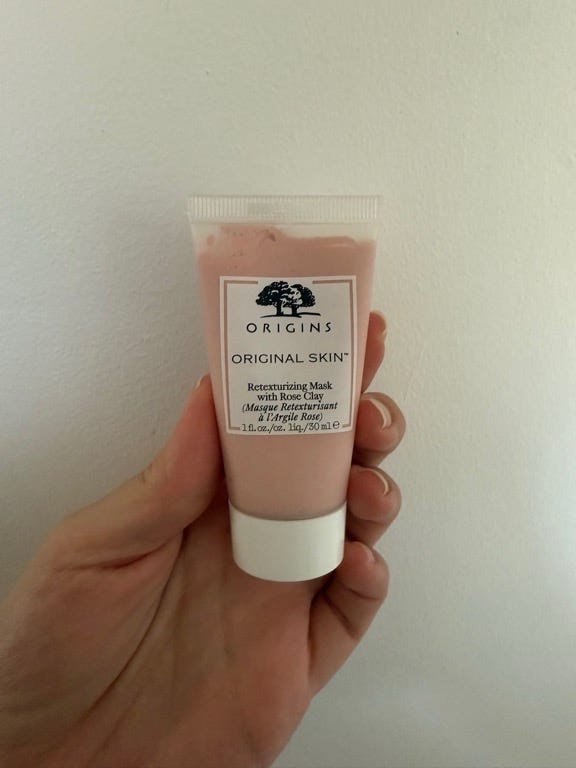 ORIGINS
ORIGINAL SKIN™
Retexturizing Mask
with Rose Clay
(Masque Retexturisant
à l'Argile Rose)
1 fl. oz./oz. liq./30 ml ℮